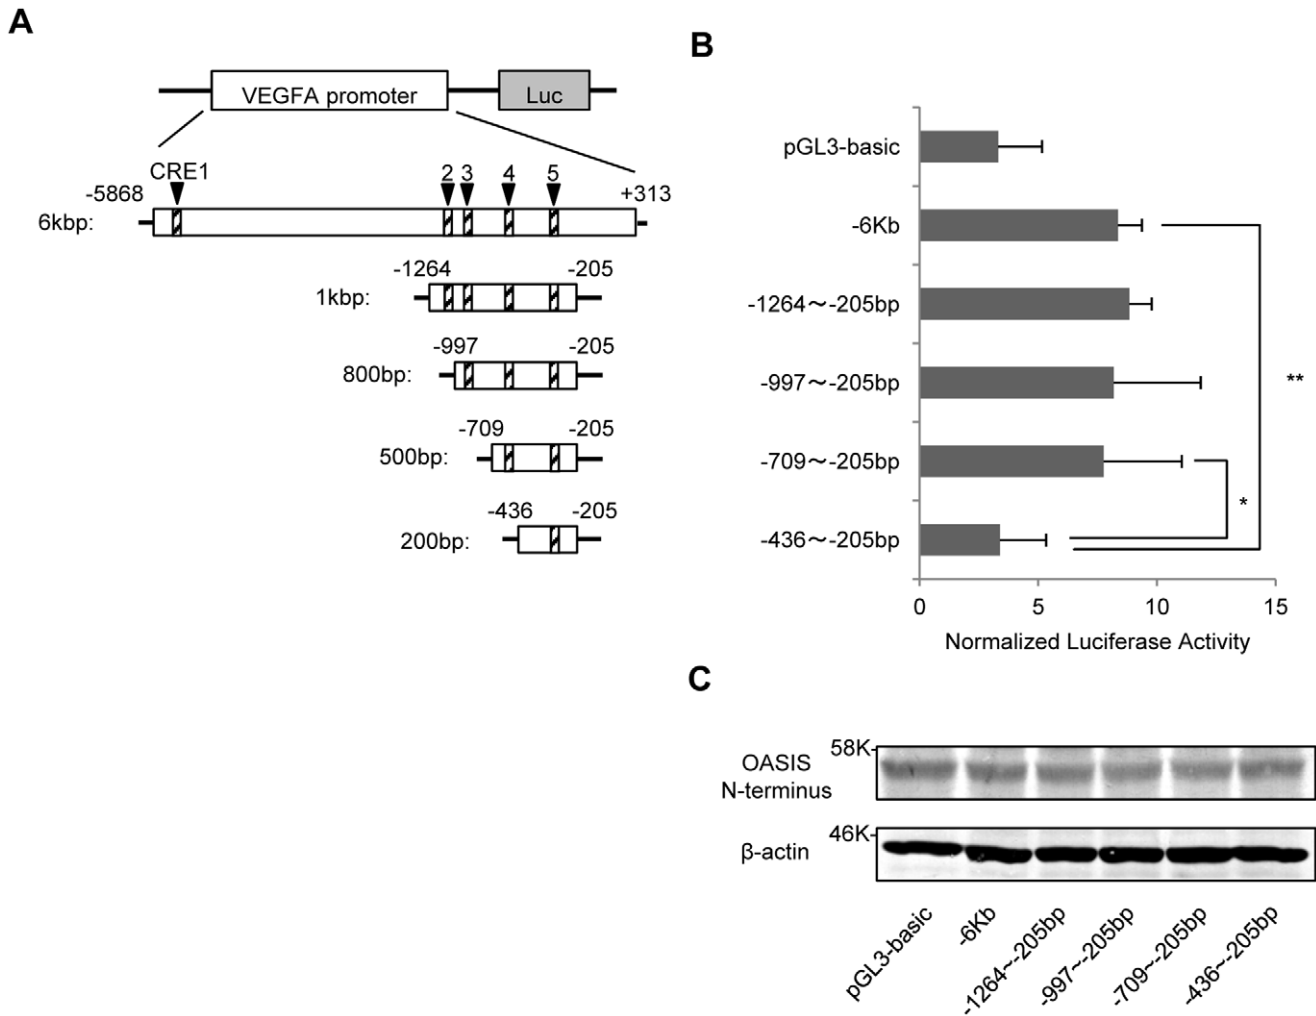 A
VEGFA promoter
Luc
CRE1
2 3 4 5
-5868
+313
6kbp:
-1264
-205
1kbp:
-997
-205
800bp:
-709
-205
500bp:
-436
-205
200bp:
B
pGL3-basic
-6Kb
-1264～-205bp
-997～-205bp
-709～-205bp
-436～-205bp
**
*
0 5 10 15
Normalized Luciferase Activity
C
58K
OASIS
N-terminus
46K
β-actin
pGL3-basic
-6Kb
-1264~-205bp
-997~-205bp
-709~-205bp
-436~-205bp